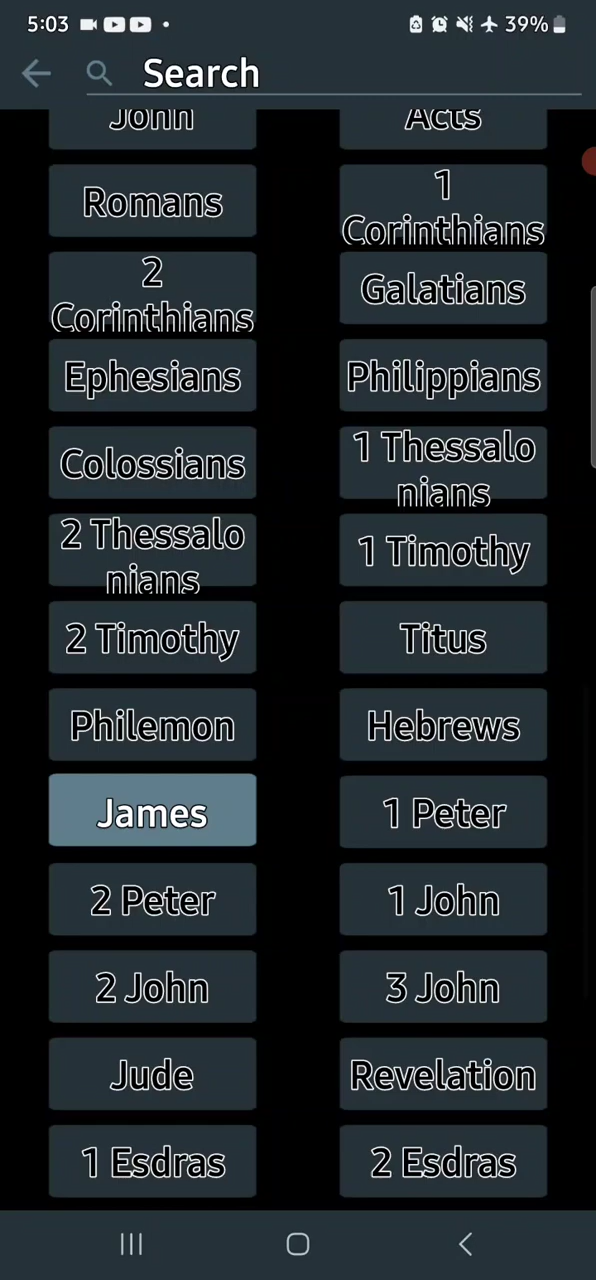 5:03
39%
Search
John
Acts
Romans
1
Corinthians
2
Corinthians
Galatians
Ephesians
Philippians
Colossians
1 Thessalo
nians
2 Thessalo
nians
1 Timothy
2 Timothy
Titus
Philemon
Hebrews
James
1 Peter
2 Peter
1 John
2 John
3 John
Jude
Revelation
1 Esdras
2 Esdras